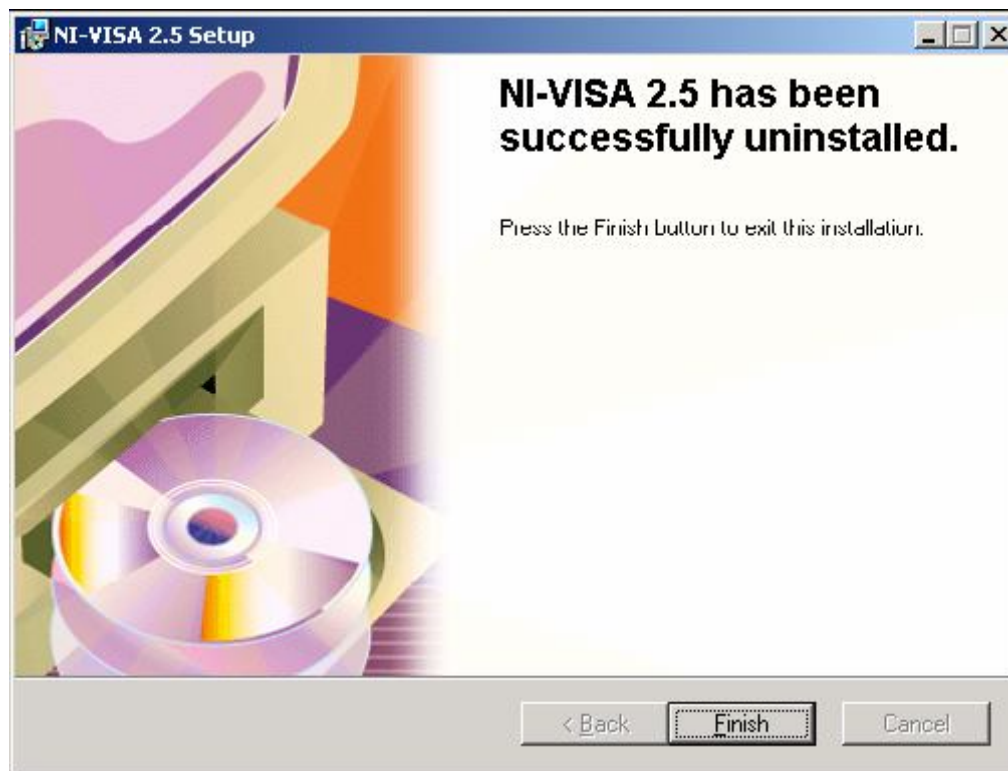 NI-VISA 2.5 Setup
NI-VISA 2.5 has been
successfully uninstalled.
Press the Finish button to exit this installation.
< Back
Finish
Cancel